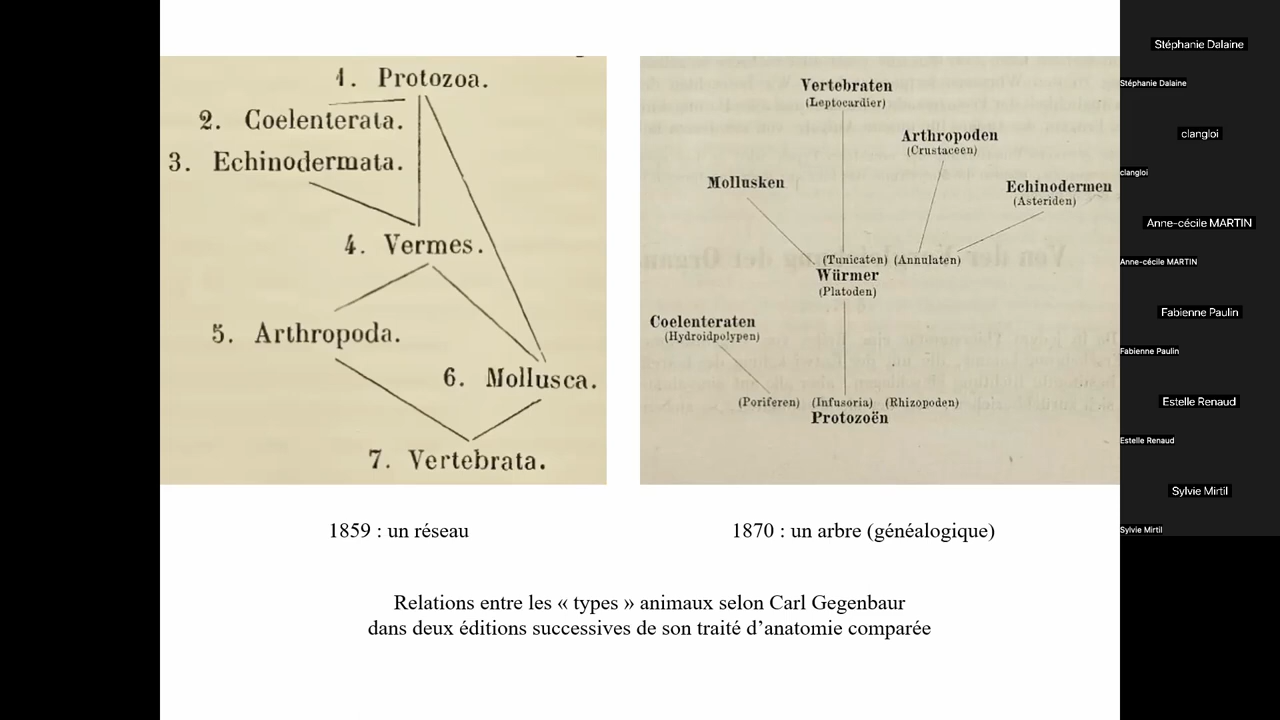 1. Protozoa.
2. Coelenterata.
3. Echinodermata.
4. Vermes.
5. Arthropoda.
6. Mollusca.
7. Vertebrata.
Vertebraten
(Leptocardier)
Arthropoden
(Crustaceen)
Mollusken
Echinodermen
(Asteriden)
(Tunicaten) (Annulaten)
Würmer
(Platoden)
Coelenteraten
(Hydroidpolypen)
(Poriferen) (Infusoria) (Rhizopoden)
Protozoën
1859 : un réseau
1870 : un arbre (généalogique)
Relations entre les « types » animaux selon Carl Gegenbaur
dans deux éditions successives de son traité d’anatomie comparée
Stéphanie Dalaine
Stéphanie Dalaine
clangloi
clangloi
Anne-cécile MARTIN
Anne-cécile MARTIN
Fabienne Paulin
Fabienne Paulin
Estelle Renaud
Estelle Renaud
Sylvie Mirtil
Sylvie Mirtil